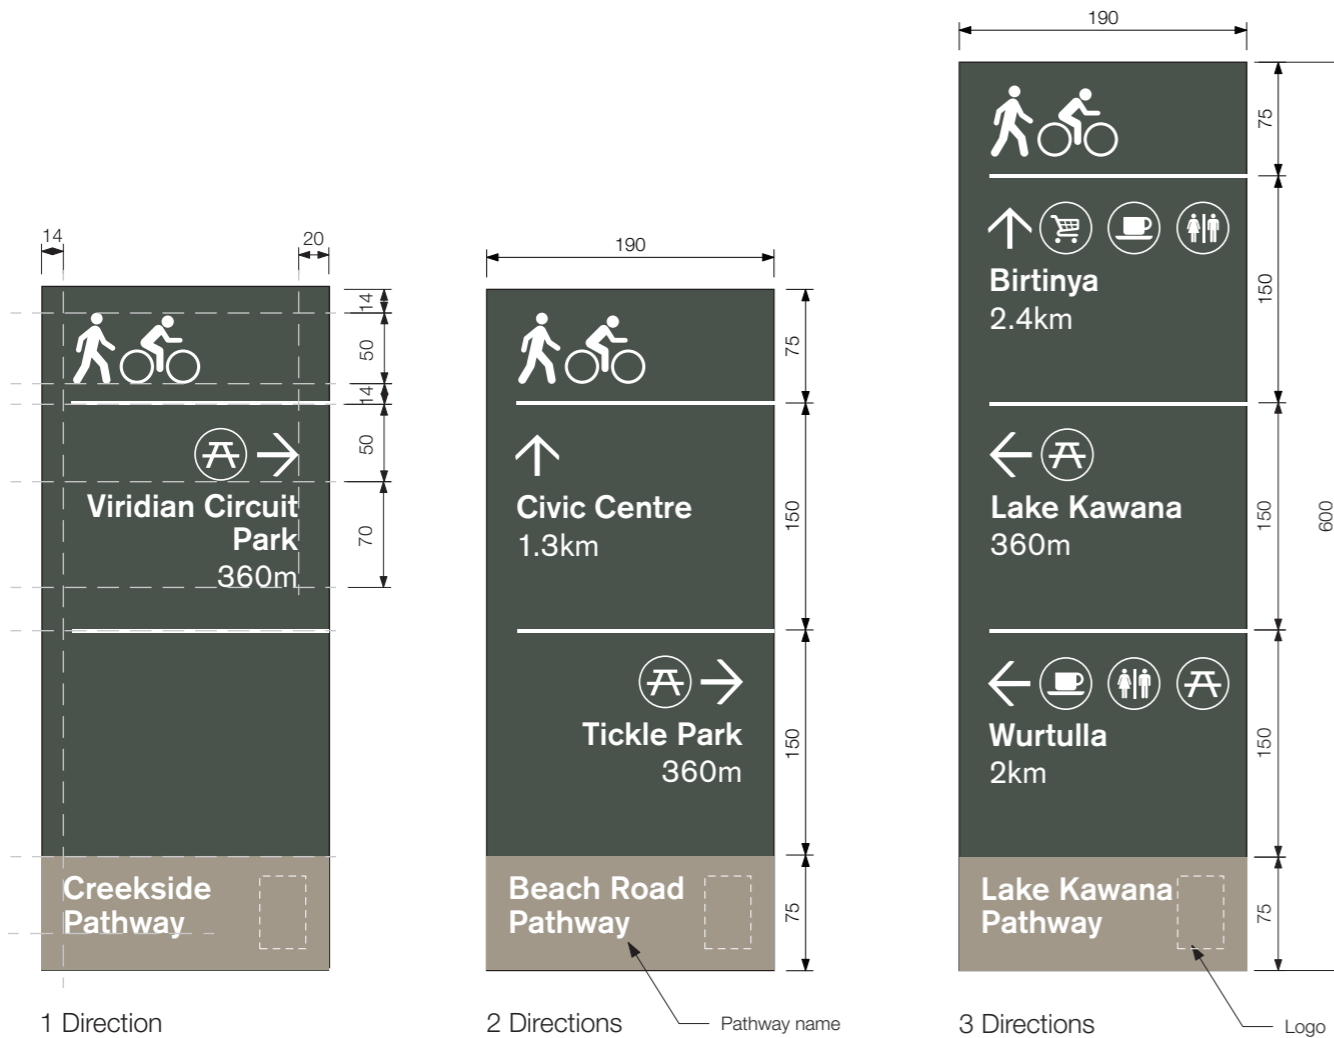 14
20
14
50
14
50
70
Viridian Circuit
Park
360m
Creekside
Pathway
1 Direction
190
75
150
150
75
Civic Centre
1.3km
Tickle Park
360m
Beach Road
Pathway
2 Directions
Pathway name
190
75
150
150
150
75
600
Birtinya
2.4km
Lake Kawana
360m
Wurtulla
2km
Lake Kawana
Pathway
3 Directions
Logo